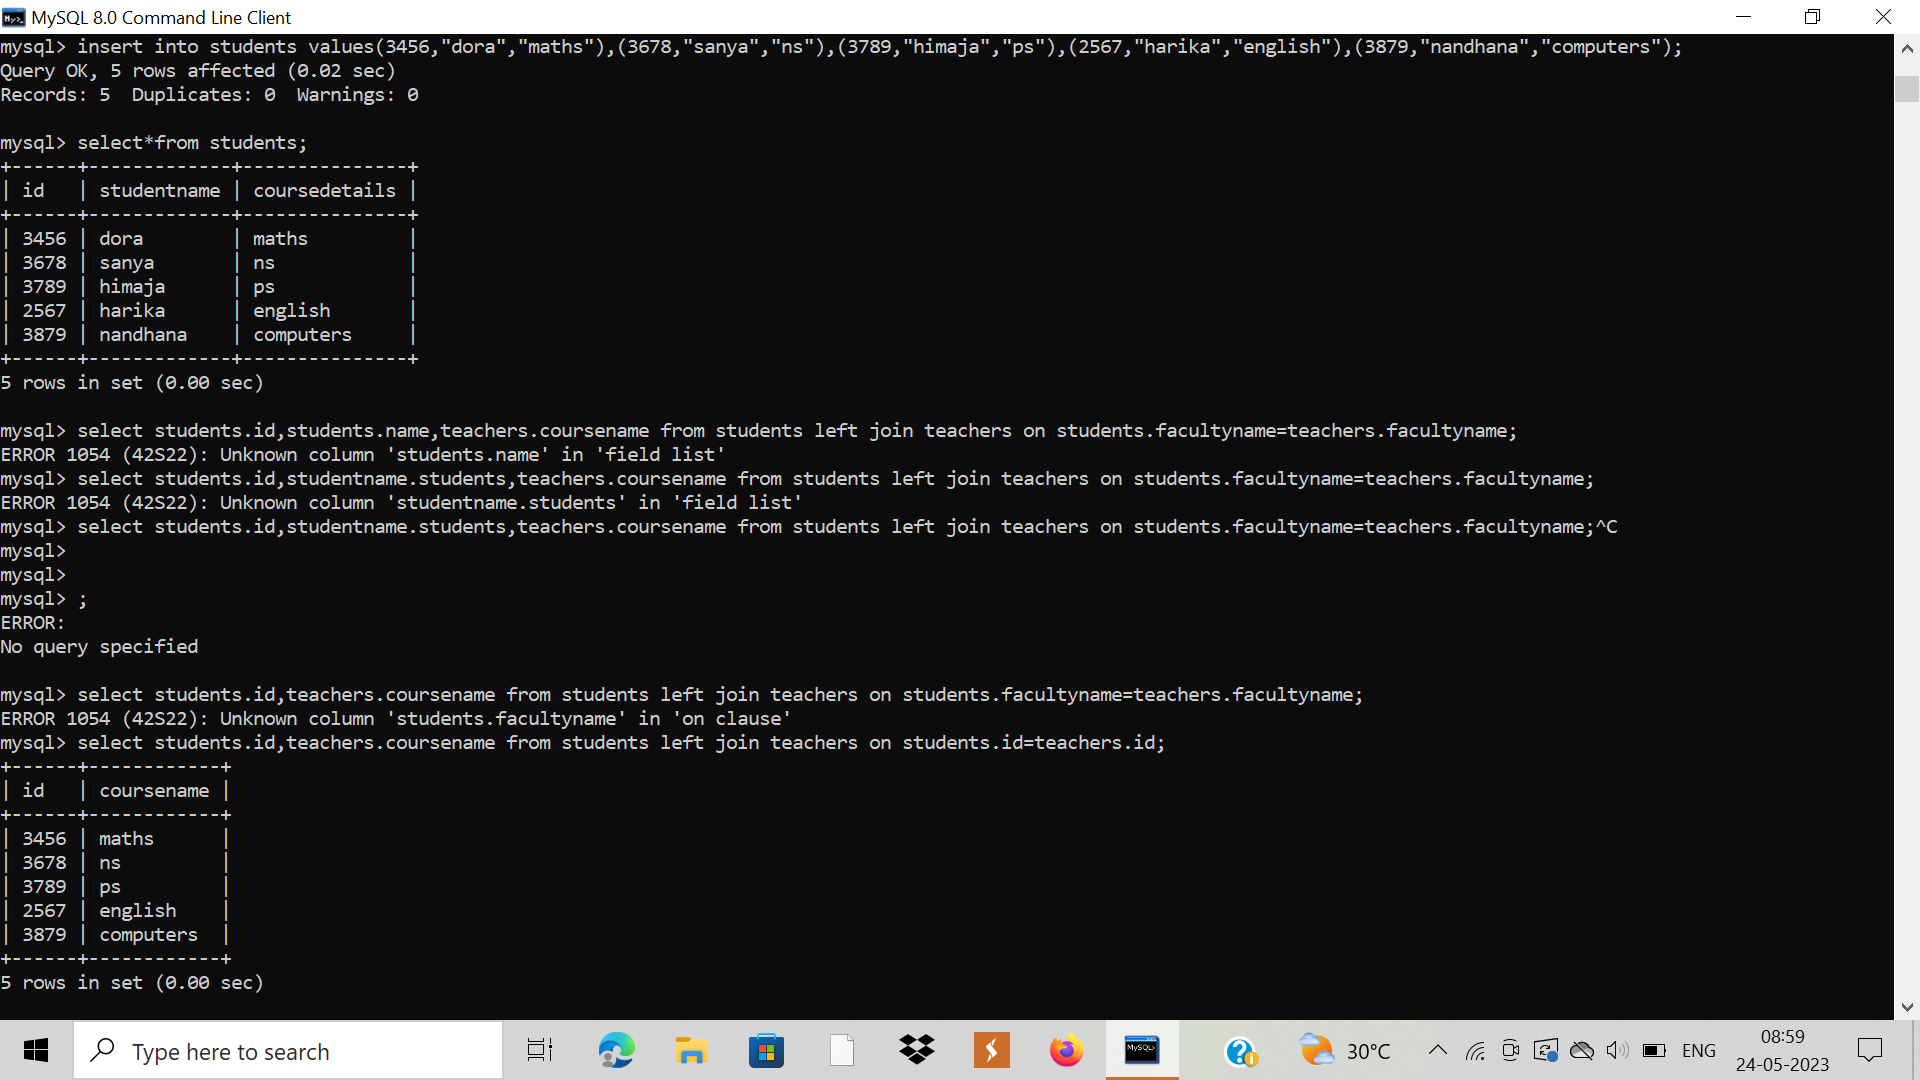 MySQL 8.0 Command Line Client
mysql> insert into students values(3456,"dora","maths"),(3678,"sanya","ns"),(3789,"himaja","ps"),(2567,"harika","english"),(3879,"nandhana","computers");
Query OK, 5 rows affected (0.02 sec)
Records: 5  Duplicates: 0  Warnings: 0
mysql> select*from students;
+------+-------------+---------------+
| id   | studentname | coursedetails |
+------+-------------+---------------+
| 3456 | dora        | maths         |
| 3678 | sanya       | ns            |
| 3789 | himaja      | ps            |
| 2567 | harika      | english       |
| 3879 | nandhana    | computers     |
+------+-------------+---------------+
5 rows in set (0.00 sec)
mysql> select students.id,students.name,teachers.coursename from students left join teachers on students.facultyname=teachers.facultyname;
ERROR 1054 (42S22): Unknown column 'students.name' in 'field list'
mysql> select students.id,studentname.students,teachers.coursename from students left join teachers on students.facultyname=teachers.facultyname;
ERROR 1054 (42S22): Unknown column 'studentname.students' in 'field list'
mysql> select students.id,studentname.students,teachers.coursename from students left join teachers on students.facultyname=teachers.facultyname;^C
mysql>
mysql>
mysql> ;
ERROR:
No query specified
mysql> select students.id,teachers.coursename from students left join teachers on students.facultyname=teachers.facultyname;
ERROR 1054 (42S22): Unknown column 'students.facultyname' in 'on clause'
mysql> select students.id,teachers.coursename from students left join teachers on students.id=teachers.id;
+------+------------+
| id   | coursename |
+------+------------+
| 3456 | maths      |
| 3678 | ns         |
| 3789 | ps         |
| 2567 | english    |
| 3879 | computers  |
+------+------------+
5 rows in set (0.00 sec)
Type here to search
MySQL>
30°C
ENG
08:59
24-05-2023